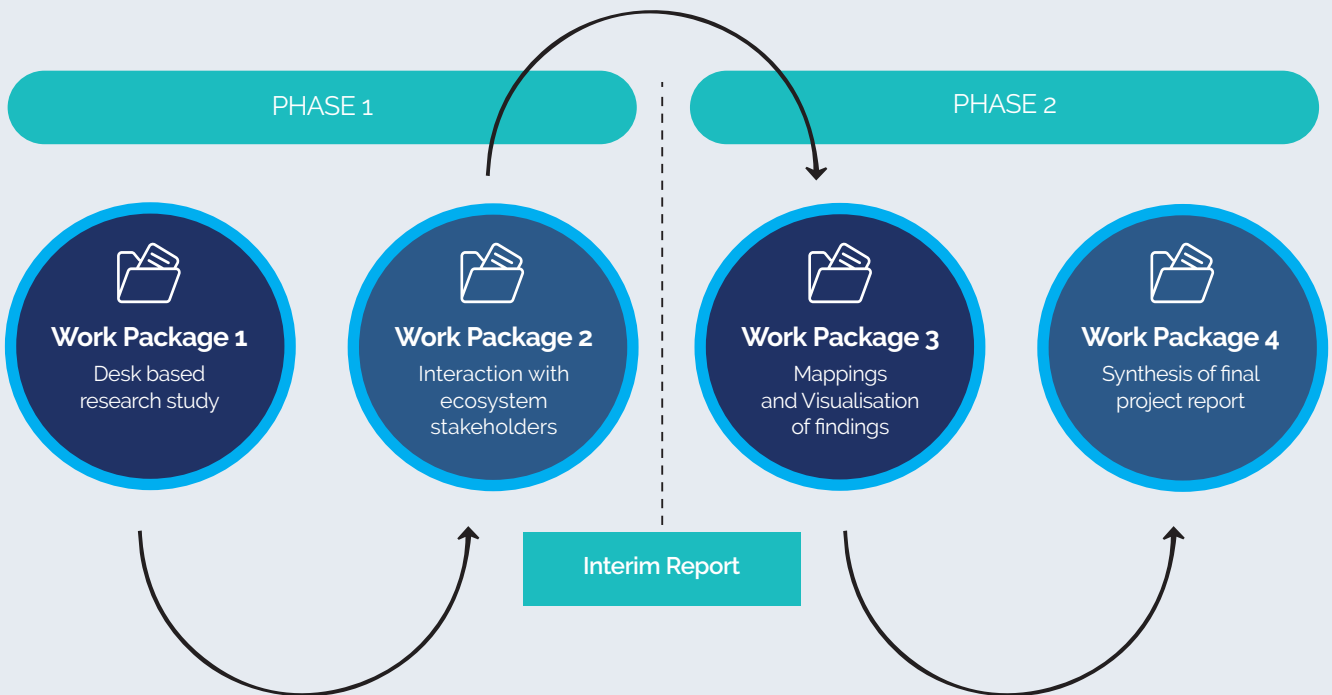 PHASE 1
PHASE 2
Work Package 1
Desk based
research study
Work Package 2
Interaction with
ecosystem
stakeholders
Work Package 3
Mappings
and Visualisation
of findings
Work Package 4
Synthesis of final
project report
Interim Report